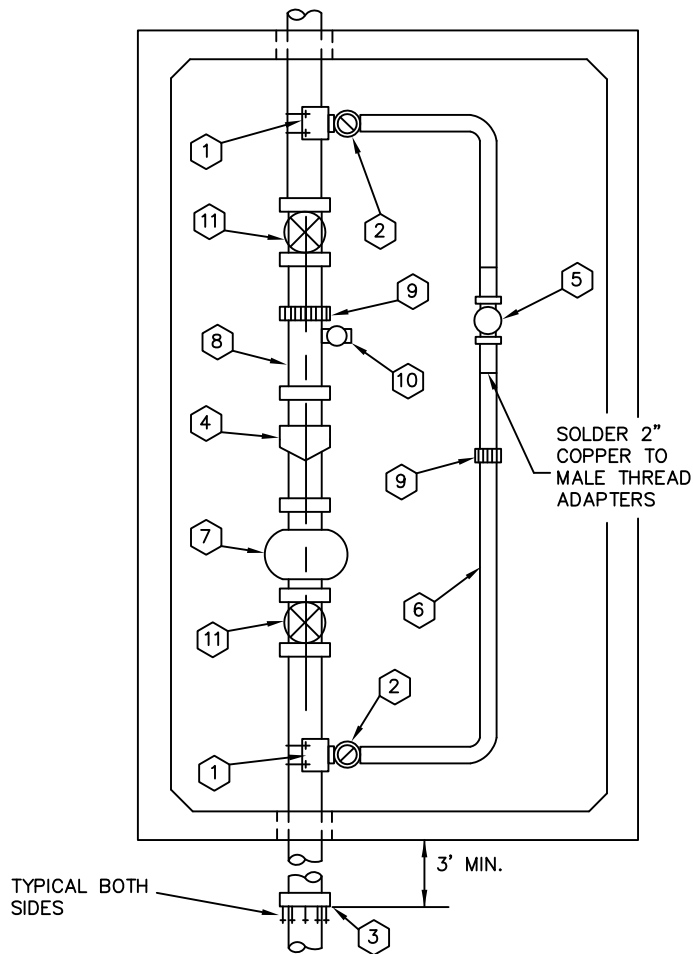 1
2
11
5
9
8
10
4
SOLDER 2"
COPPER TO
MALE THREAD
ADAPTERS
9
7
6
11
2
1
3' MIN.
TYPICAL BOTH
SIDES
3